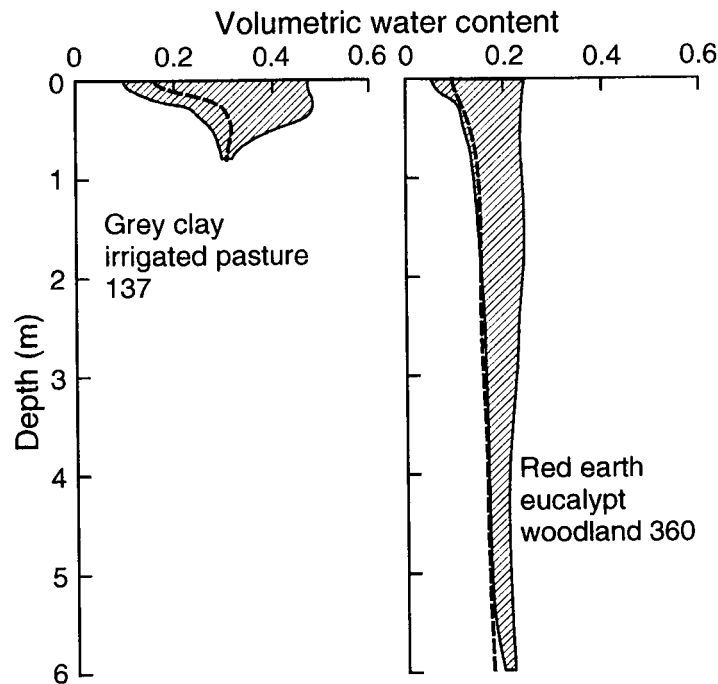 Volumetric water content
0 0.2 0.4 0.6 0 0.2 0.4 0.6
0
1
Grey clay
irrigated pasture
137
2
Depth (m)
3
4
Red earth
eucalypt
woodland 360
5
6